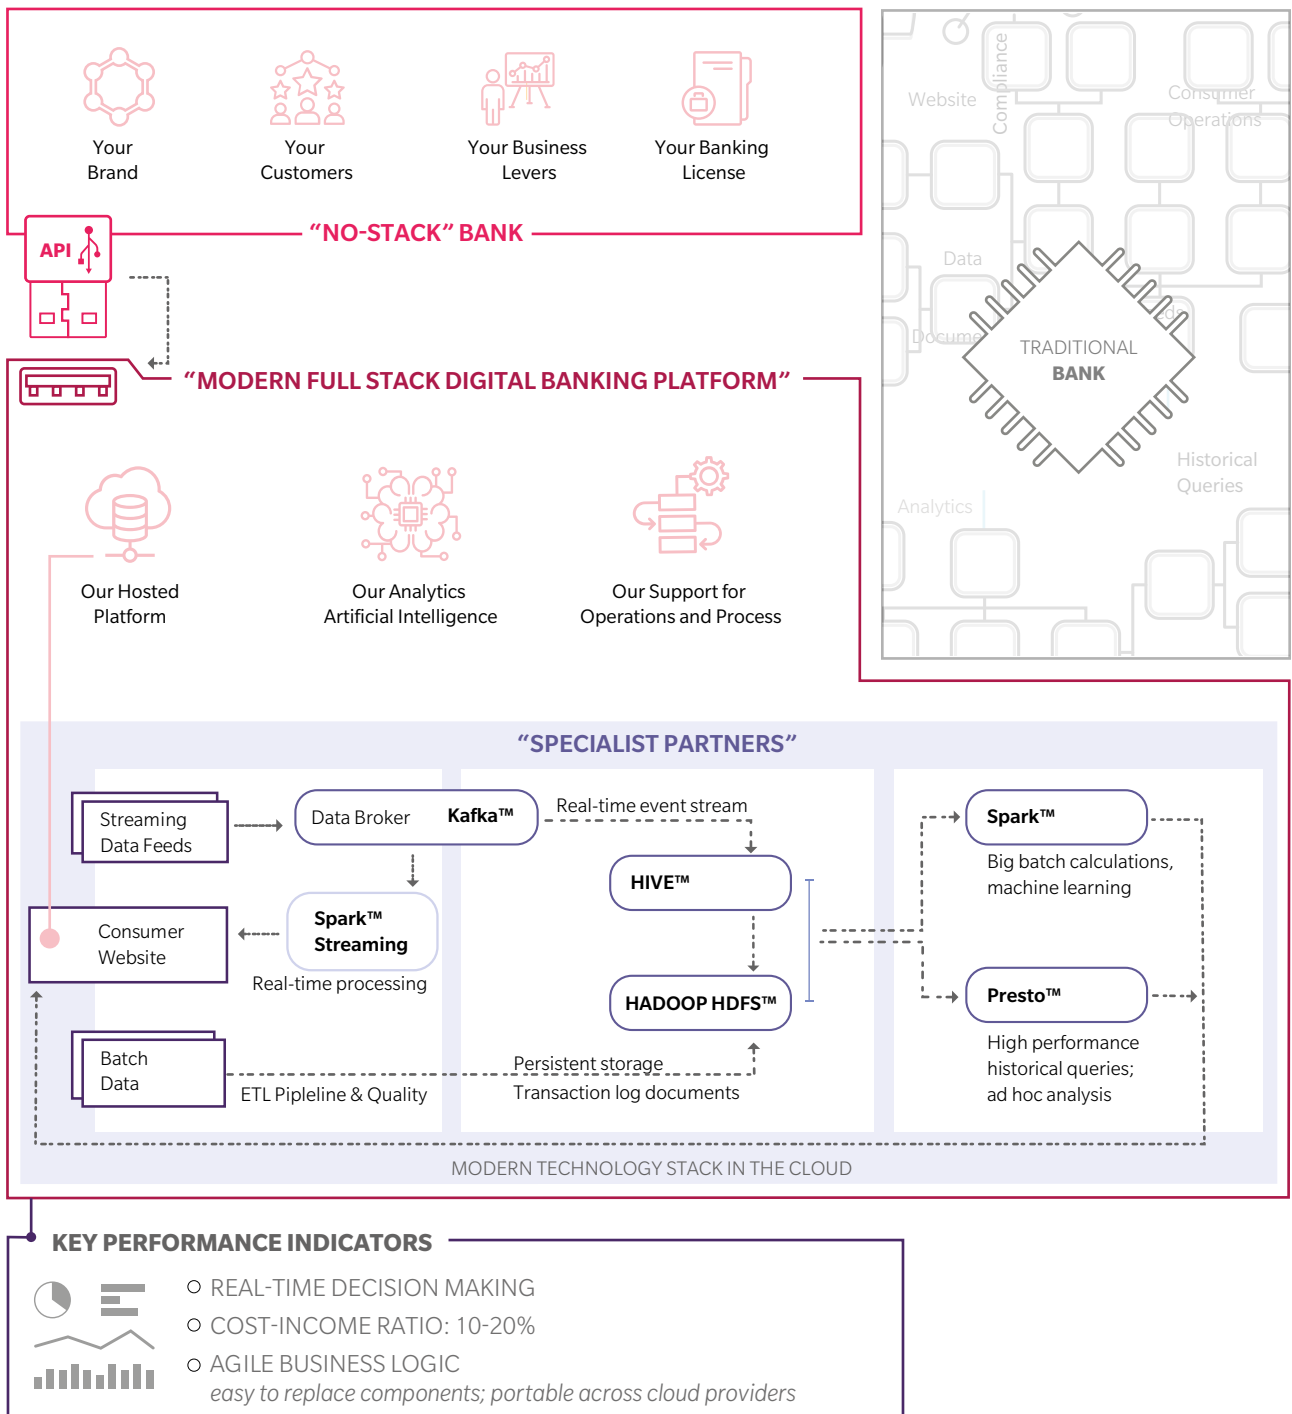 Your
Brand
Your
Customers
Your Business
Levers
Your Banking
License
“NO-STACK” BANK
API
Website
Compliance
Consumer
Operations
Data
TRADITIONAL
BANK
Historical
Queries
Analytics
“MODERN FULL STACK DIGITAL BANKING PLATFORM”
Our Hosted
Platform
Our Analytics
Artificial Intelligence
Our Support for
Operations and Process
“SPECIALIST PARTNERS”
Streaming
Data Feeds
Data Broker
Kafka™
Real-time event stream
Spark™
Big batch calculations,
machine learning
HIVE™
Consumer
Website
Spark™
Streaming
Real-time processing
HADOOP HDFS™
Presto™
High performance
historical queries;
ad hoc analysis
Batch
Data
ETL Pipleline & Quality
Persistent storage
Transaction log documents
MODERN TECHNOLOGY STACK IN THE CLOUD
KEY PERFORMANCE INDICATORS
REAL-TIME DECISION MAKING
COST-INCOME RATIO: 10-20%
AGILE BUSINESS LOGIC
easy to replace components; portable across cloud providers